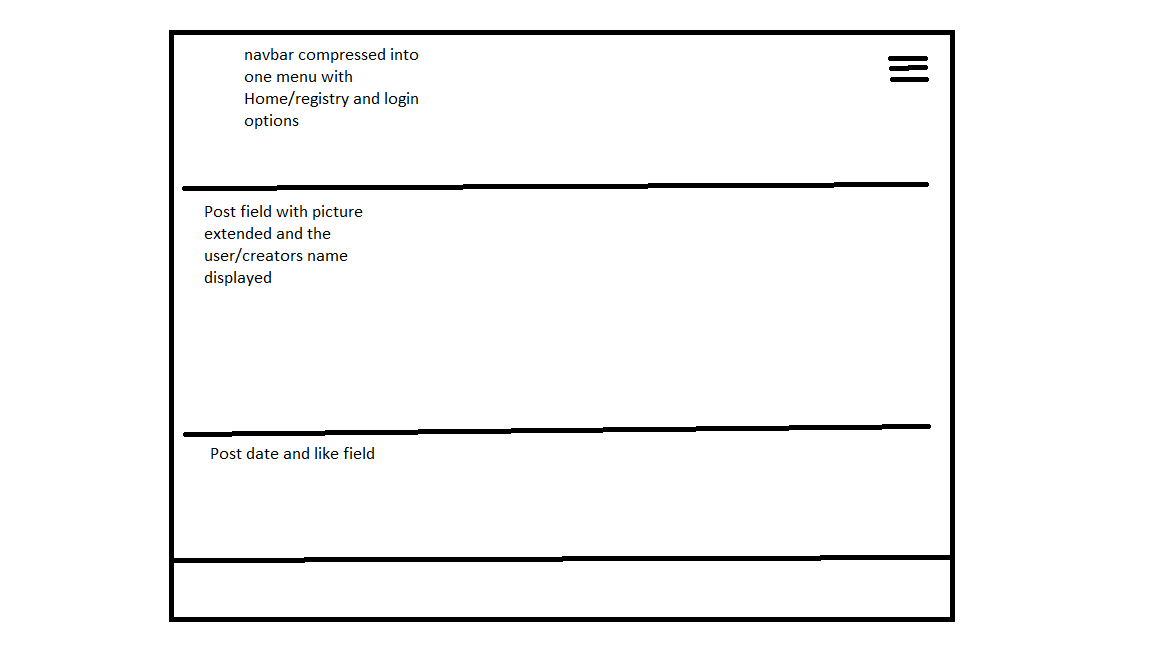 navbar compressed into
one menu with
Home/registry and login
options
Post field with picture
extended and the
user/creators name
displayed
Post date and like field